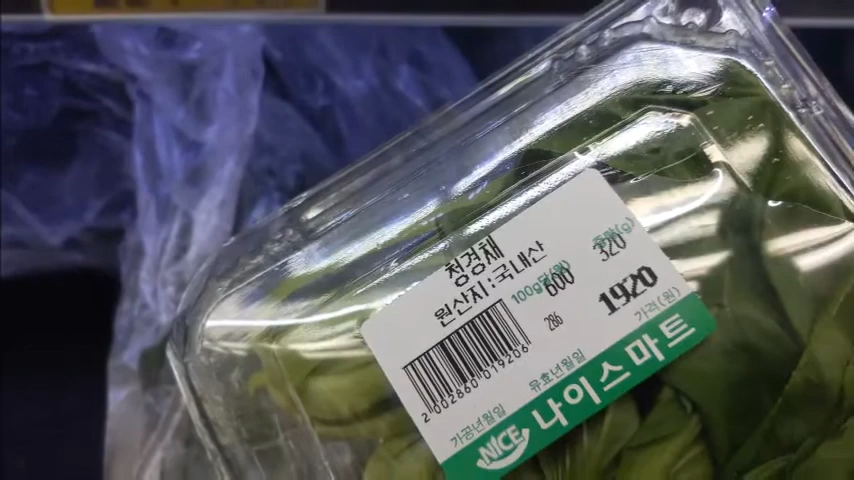 청경채
원산지:국내산
100g당(원) 중량(g)
600 320
286 1920
가격(원)
2 002860 019206
가공년월일 유효년월일
NICE 나이스마트